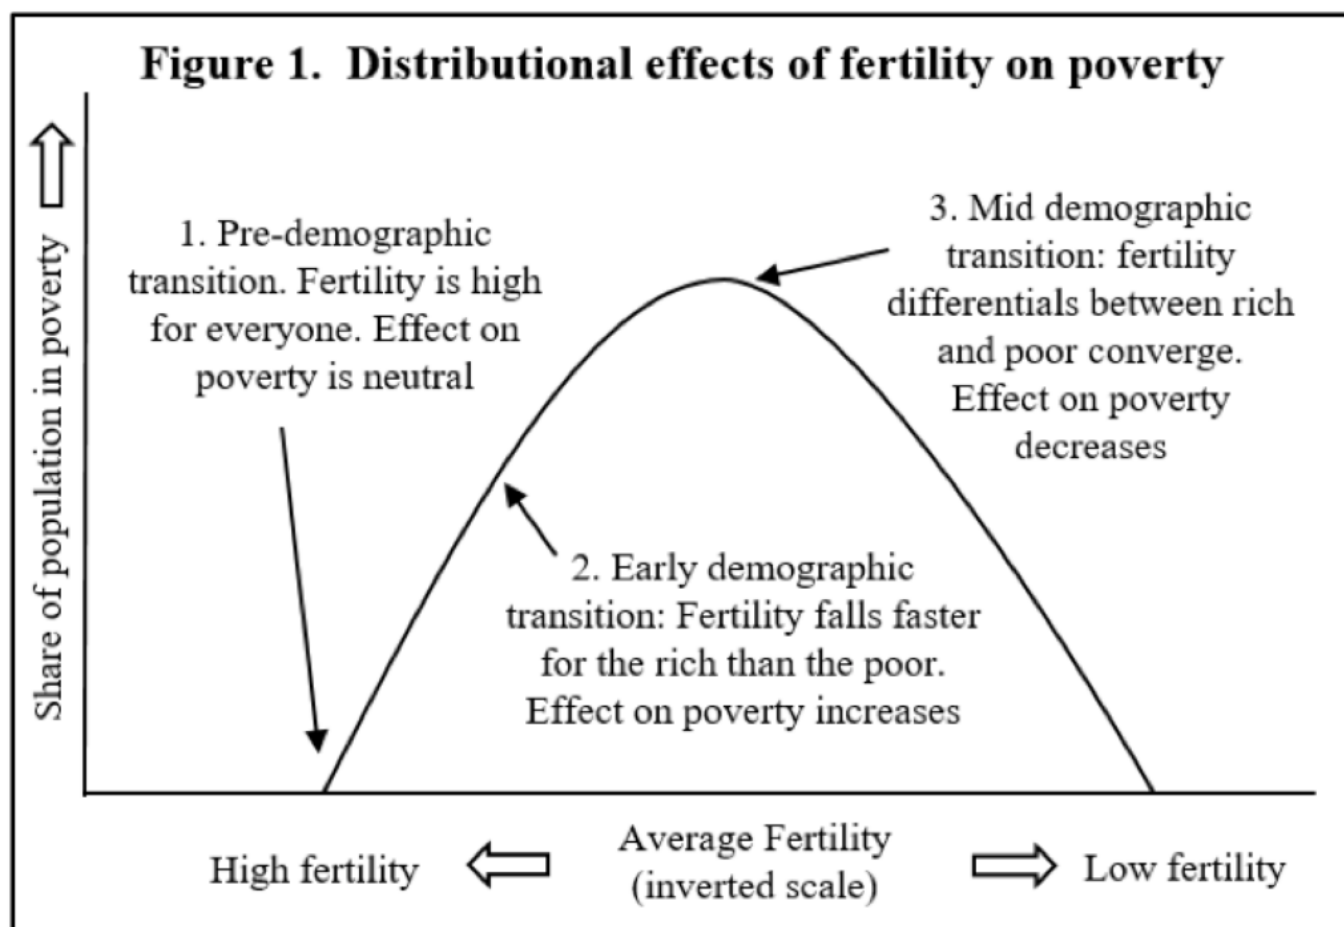 Figure 1. Distributional effects of fertility on poverty
Share of population in poverty
1. Pre-demographic
transition. Fertility is high
for everyone. Effect on
poverty is neutral
3. Mid demographic
transition: fertility
differentials between rich
and poor converge.
Effect on poverty
decreases
2. Early demographic
transition: Fertility falls faster
for the rich than the poor.
Effect on poverty increases
High fertility
Average Fertility
(inverted scale)
Low fertility